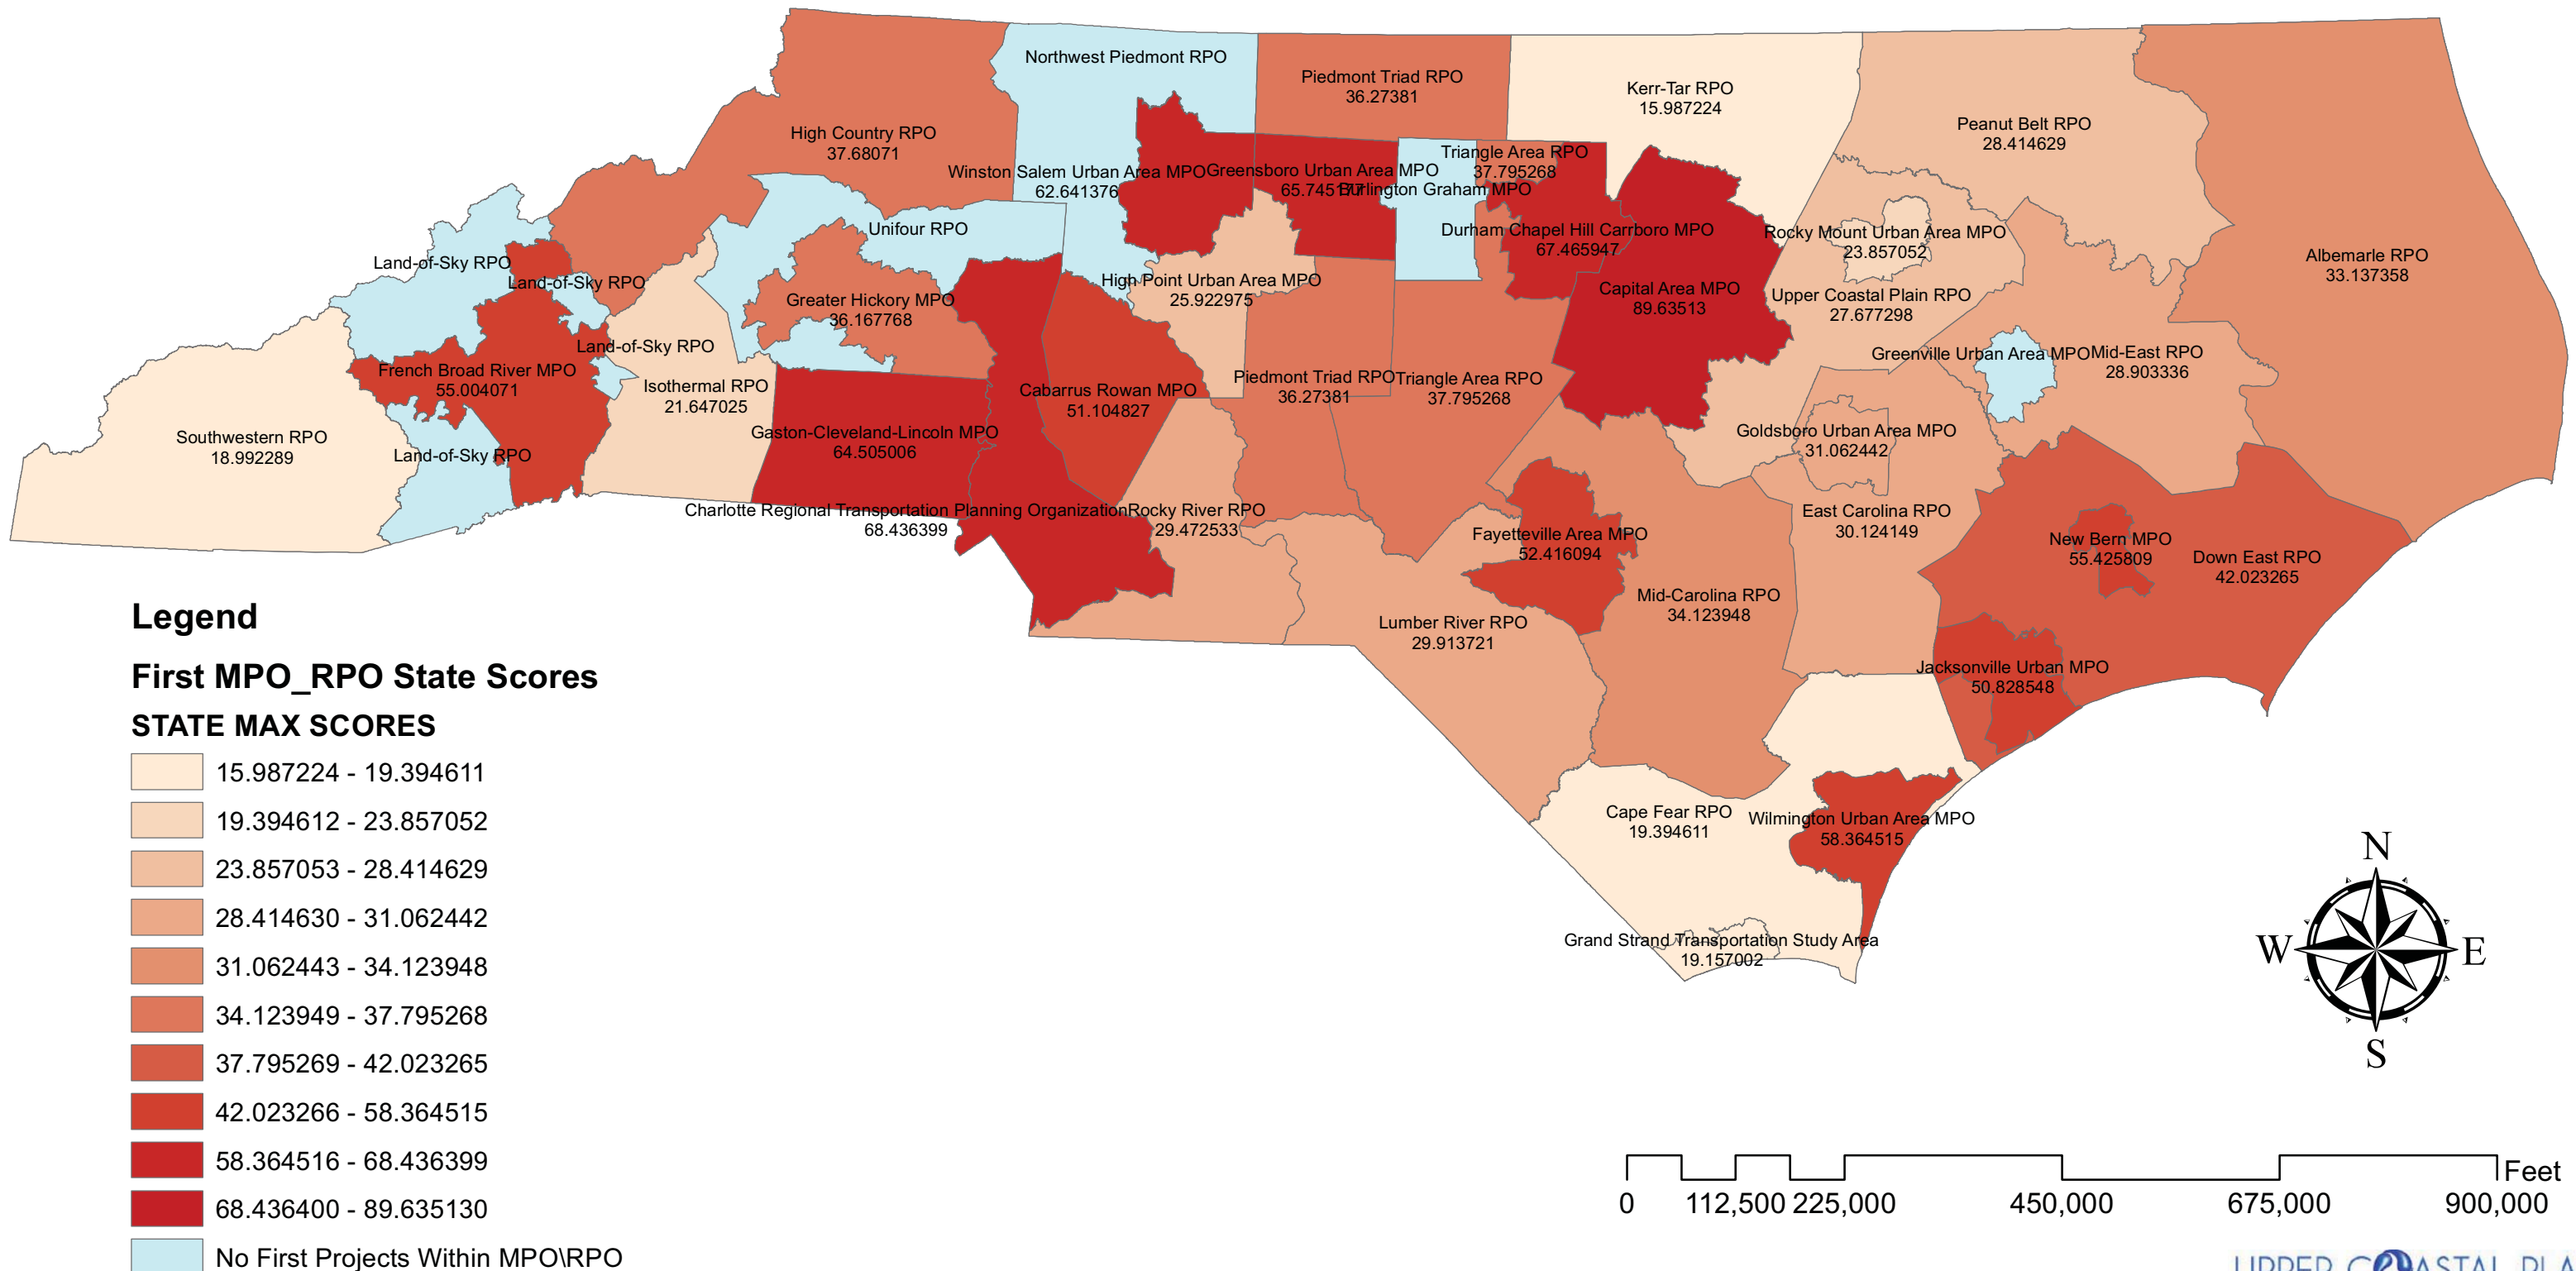 Northwest Piedmont RPO
Piedmont Triad RPO
36.27381
Kerr-Tar RPO
15.987224
Peanut Belt RPO
28.414629
High Country RPO
37.68071
Winston Salem Urban Area MPO
62.641376
Greensboro Urban Area MPO
65.745177
Burlington Graham MPO
Triangle Area RPO
37.795268
Durham Chapel Hill Carrboro MPO
67.465947
Rocky Mount Urban Area MPO
23.857052
Unifour RPO
Land-of-Sky RPO
Land-of-Sky RPO
Albemarle RPO
33.137358
High Point Urban Area MPO
25.922975
Capital Area MPO
89.63513
Upper Coastal Plain RPO
27.677298
Greater Hickory MPO
36.167768
Land-of-Sky RPO
Greenville Urban Area MPO
Mid-East RPO
28.903336
French Broad River MPO
55.004071
Isothermal RPO
21.647025
Cabarrus Rowan MPO
51.104827
Piedmont Triad RPO
36.27381
Triangle Area RPO
37.795268
Southwestern RPO
18.992289
Land-of-Sky RPO
Gaston-Cleveland-Lincoln MPO
64.505006
Goldsboro Urban Area MPO
31.062442
Charlotte Regional Transportation Planning Organization
68.436399
Rocky River RPO
29.472533
Fayetteville Area MPO
52.416094
East Carolina RPO
30.124149
New Bern MPO
55.425809
Down East RPO
42.023265
Mid-Carolina RPO
34.123948
Lumber River RPO
29.913721
Jacksonville Urban MPO
50.828548
Cape Fear RPO
19.394611
Wilmington Urban Area MPO
58.364515
Grand Strand Transportation Study Area
19.157002
Legend
First MPO_RPO State Scores
STATE MAX SCORES
15.987224 - 19.394611
19.394612 - 23.857052
23.857053 - 28.414629
28.414630 - 31.062442
31.062443 - 34.123948
34.123949 - 37.795268
37.795269 - 42.023265
42.023266 - 58.364515
58.364516 - 68.436399
68.436400 - 89.635130
No First Projects Within MPO\RPO
N
W E
S
Feet
0 112,500 225,000 450,000 675,000 900,000
UPPER COASTAL PLA